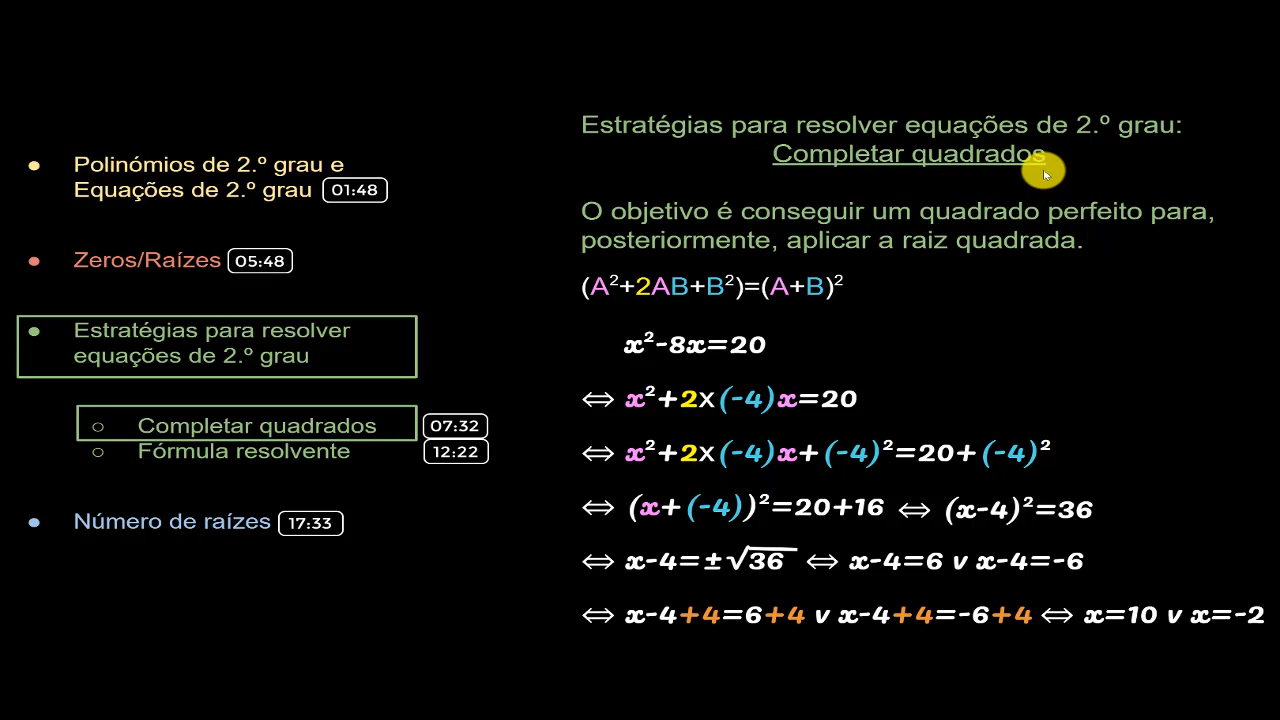 ● Polinómios de 2.º grau e
Equações de 2.º grau 01:48
● Zeros/Raízes 05:48
● Estratégias para resolver
equações de 2.º grau
○ Completar quadrados 07:32
○ Fórmula resolvente 12:22
● Número de raízes 17:33
Estratégias para resolver equações de 2.º grau:
Completar quadrados
O objetivo é conseguir um quadrado perfeito para,
posteriormente, aplicar a raiz quadrada.
(A²+2AB+B²)=(A+B)²
x²-8x=20
⇔ x²+2x(-4)x=20
⇔ x²+2x(-4)x+(-4)²=20+(-4)²
⇔ (x+(-4))²=20+16 ⇔ (x-4)²=36
⇔ x-4=±√36 ⇔ x-4=6 v x-4=-6
⇔ x-4+4=6+4 v x-4+4=-6+4 ⇔ x=10 v x=-2